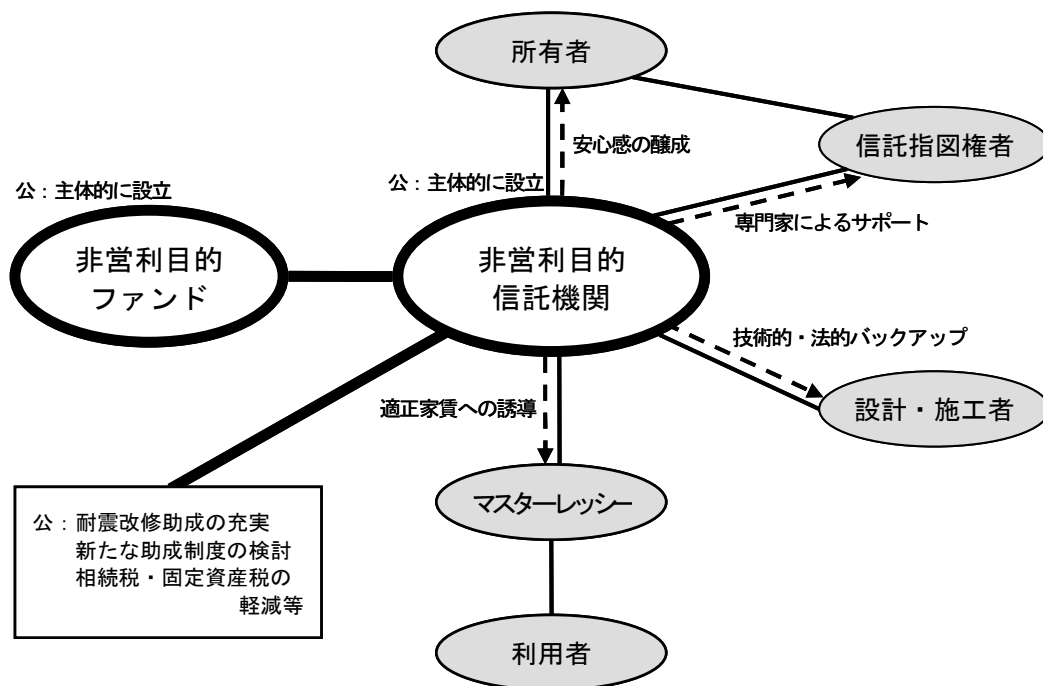 所有者
安心感の醸成
信託指図権者
公：主体的に設立
公：主体的に設立
専門家によるサポート
非営利目的
ファンド
非営利目的
信託機関
技術的・法的バックアップ
適正家賃への誘導
設計・施工者
マスターレッシー
公：耐震改修助成の充実
新たな助成制度の検討
相続税・固定資産税の
軽減等
利用者